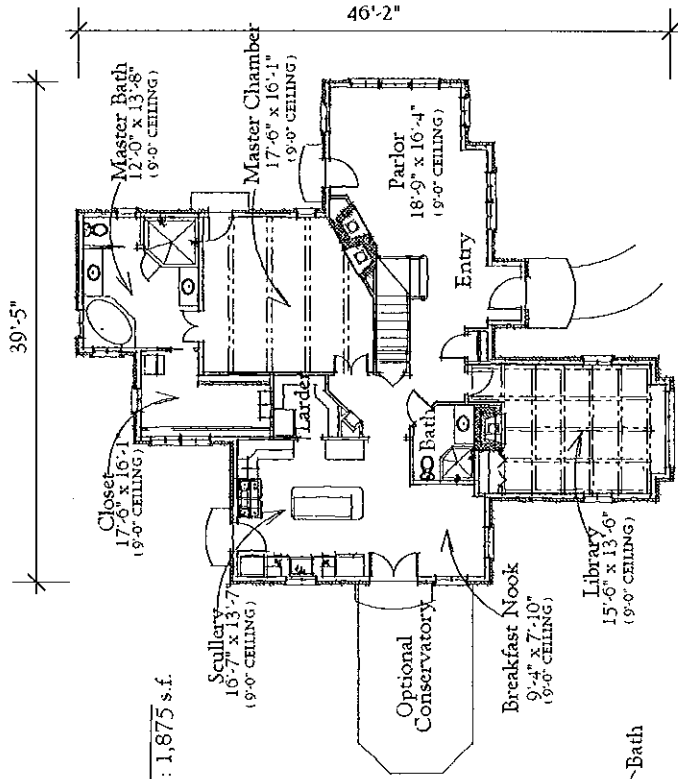 46'-2"
39'-5"
Master Bath
12'-0" x 13'-8"
(9'-0" CEILING)
Master Chamber
17'-6" x 16'-1"
(9'-0" CEILING)
Parlor
18'-9" x 16'-4"
(9'-0" CEILING)
Entry
Closet
17'-6" x 16'-1
(9'-0" CEILING)
Larder
Bath
Scullery
16'-7" x 13'-7"
(9'-0" CEILING)
Optional
Conservatory
Breakfast Nook
9'-4" x 7'-10"
(9'-0" CEILING)
Library
15'-6" x 13'-6"
(9'-0" CEILING)
: 1,875 s.f.
Bath